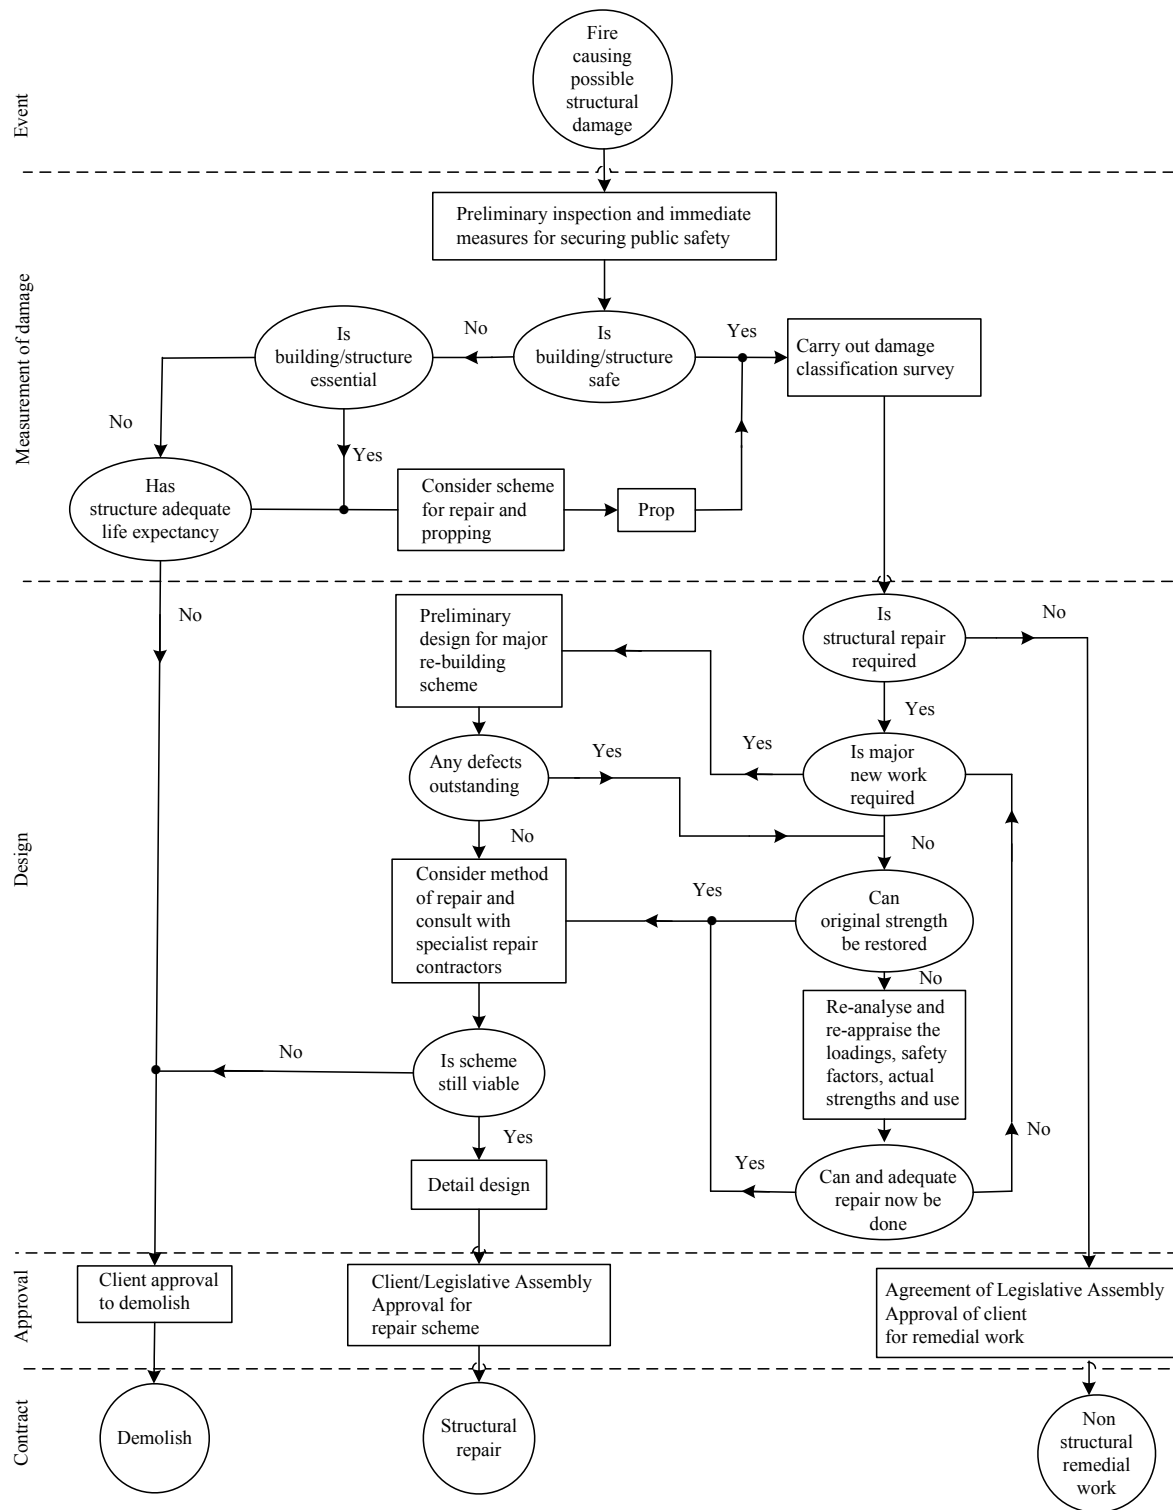 Event
Fire
causing
possible
structural
damage
Measurement of damage
Preliminary inspection and immediate
measures for securing public safety
Is
building/structure
essential
No
Is
building/structure
safe
Yes
Carry out damage
classification survey
No
Yes
Has
structure adequate
life expectancy
Consider scheme
for repair and
propping
Prop
Design
No
Preliminary
design for major
re-building
scheme
Is
structural repair
required
No
Yes
Any defects
outstanding
Yes
Yes
Is major
new work
required
No
No
Consider method
of repair and
consult with
specialist repair
contractors
Yes
Can
original strength
be restored
No
Re-analyse and
re-appraise the
loadings, safety
factors, actual
strengths and use
No
Is scheme
still viable
Yes
No
Detail design
Yes
Can and adequate
repair now be
done
Approval
Client approval
to demolish
Client/Legislative Assembly
Approval for
repair scheme
Agreement of Legislative Assembly
Approval of client
for remedial work
Contract
Demolish
Structural
repair
Non
structural
remedial
work